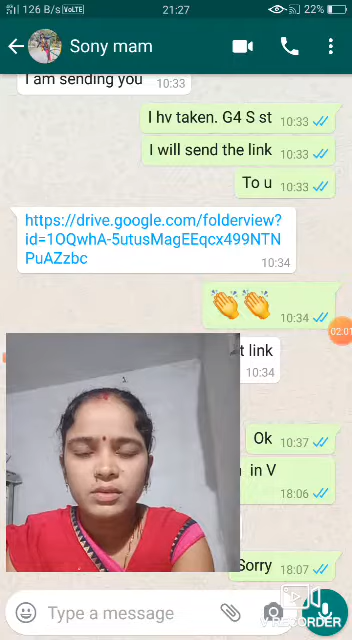 126 B/s VoLTE 21:27 22%
Sony mam
I am sending you 10:33
I hv taken. G4 S st 10:33
I will send the link 10:33
To u 10:33
https://drive.google.com/folderview?
id=1OQwhA-5utusMagEEqcx499NTN
PuAZzbc 10:34
10:34
02:01
t link
10:34
Ok 10:37
in V
18:06
Sorry 18:07
Type a message
V.RECORDER